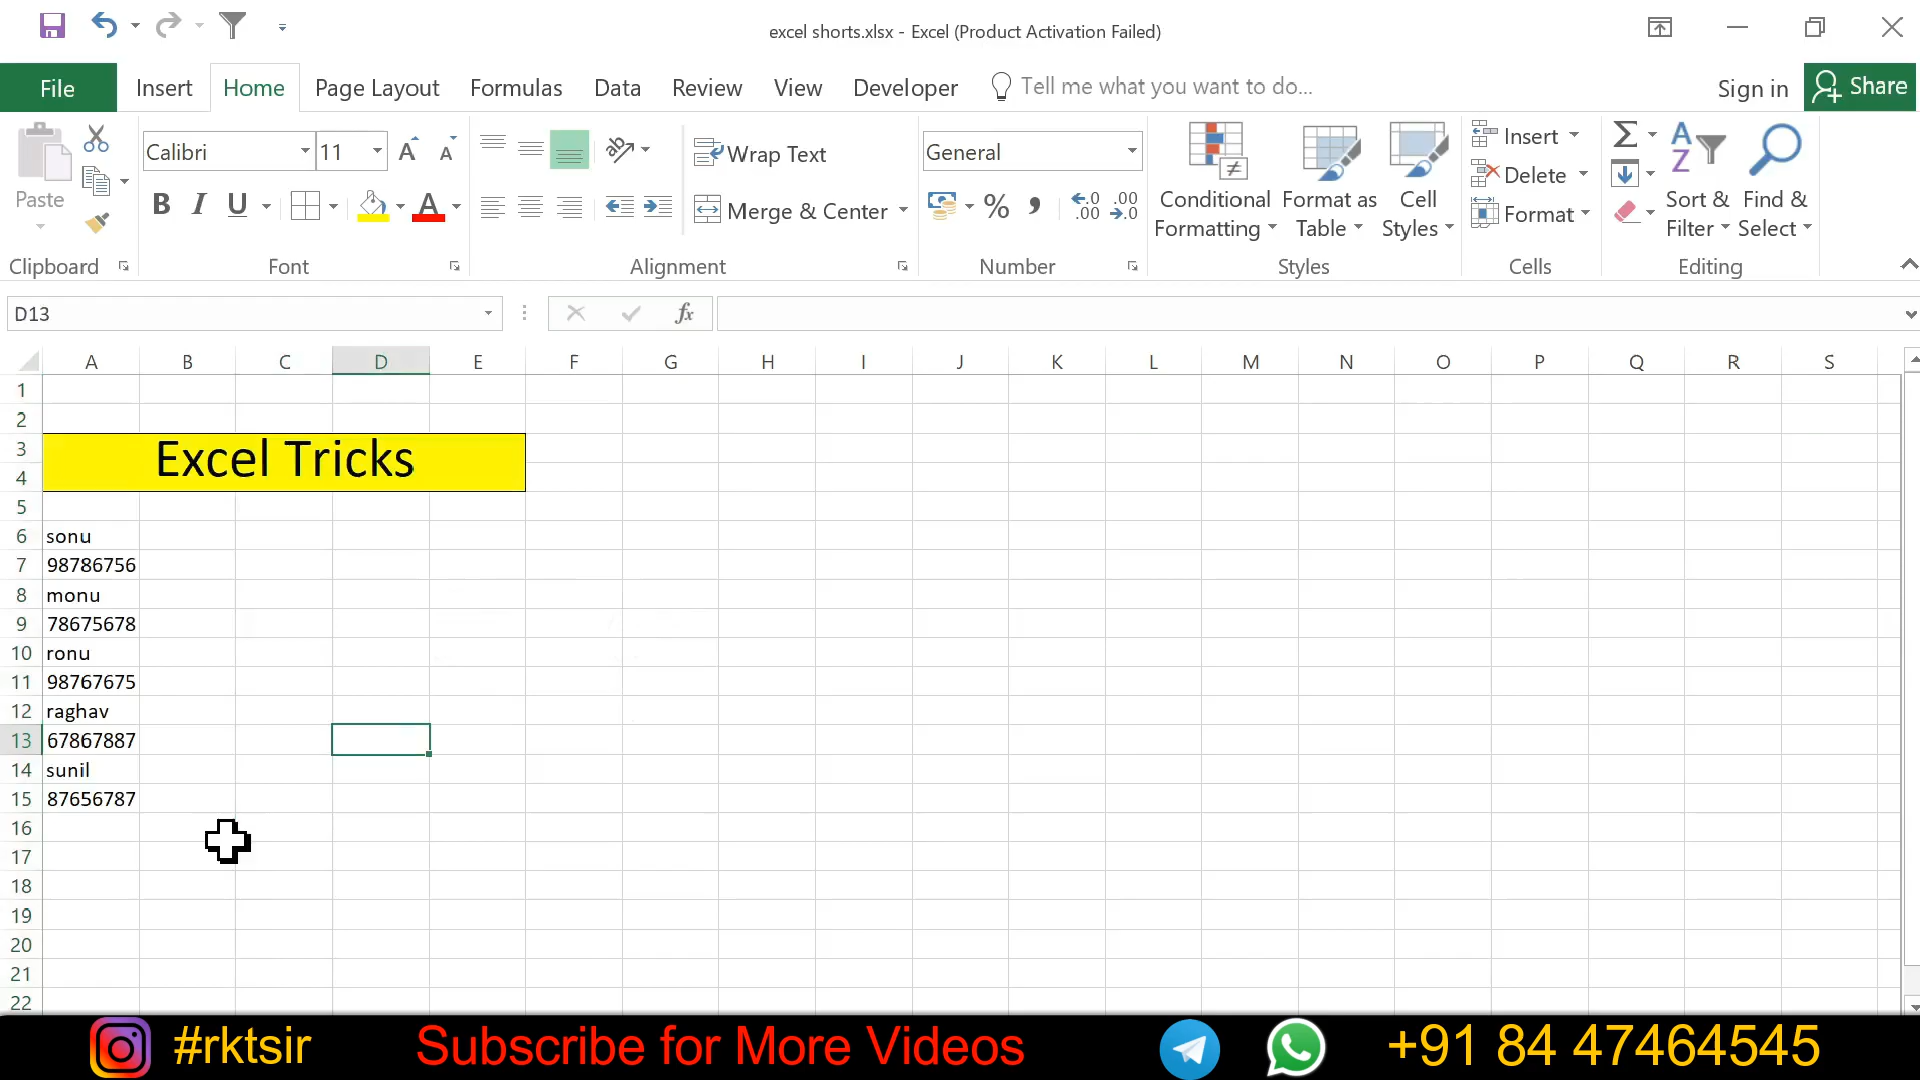 excel shorts.xlsx - Excel (Product Activation Failed)
File Insert Home Page Layout Formulas Data Review View Developer Tell me what you want to do... Sign in Share
Paste
Clipboard
Calibri 11
B I U A
Font
Wrap Text
Merge & Center
Alignment
General
% , .0 .00 .00 .0
Number
Conditional Formatting
Format as Table
Cell Styles
Styles
Insert
Delete
Format
Cells
Sort & Filter
Find & Select
Editing
D13 fx
A B C D E F G H I J K L M N O P Q R S
1
2
3 Excel Tricks
4
5
6 sonu
7 98786756
8 monu
9 78675678
10 ronu
11 98767675
12 raghav
13 67867887
14 sunil
15 87656787
16
17
18
19
20
21
22
#rktsir Subscribe for More Videos +91 84 47464545